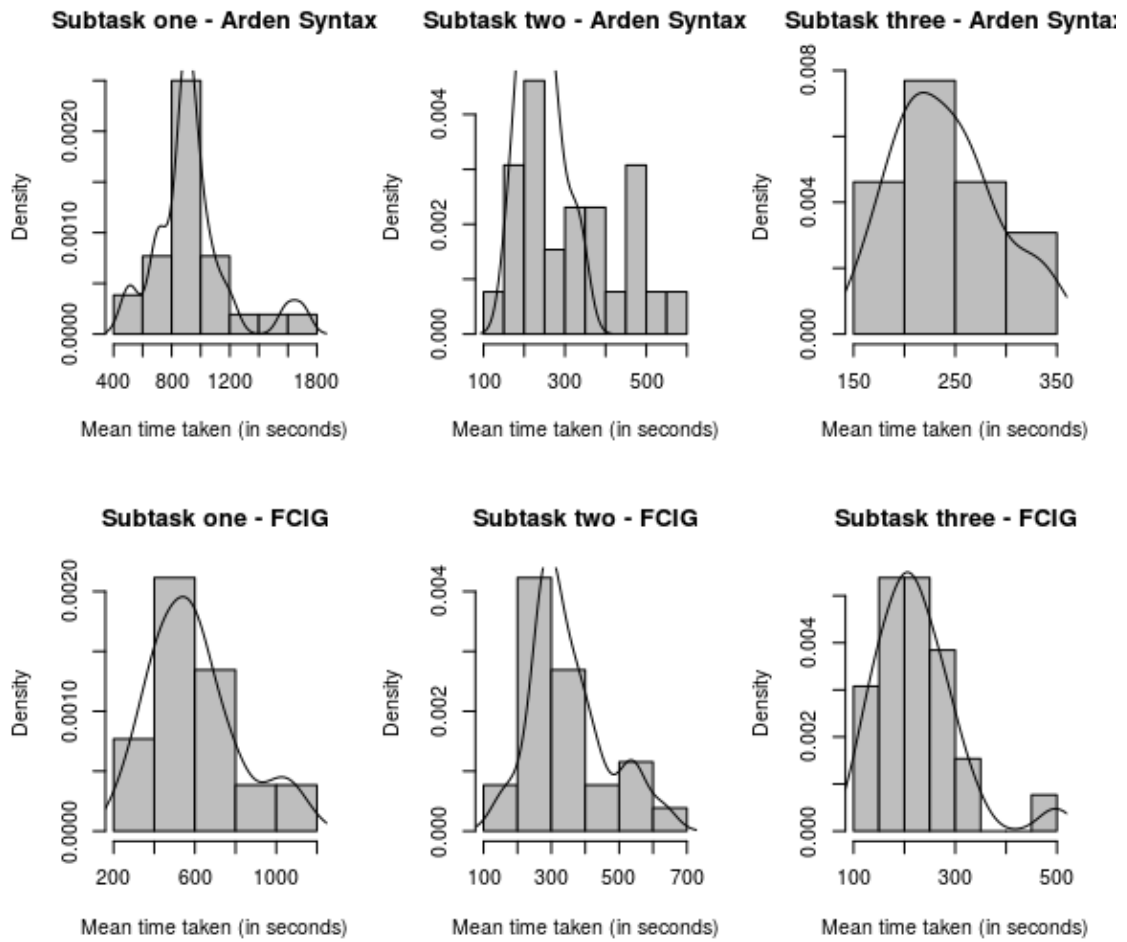 Subtask one - Arden Syntax
Density
0.0000 0.0010 0.0020
400 800 1200 1800
Mean time taken (in seconds)
Subtask two - Arden Syntax
Density
0.000 0.002 0.004
100 300 500
Mean time taken (in seconds)
Subtask three - Arden Syntax
Density
0.000 0.004 0.008
150 250 350
Mean time taken (in seconds)
Subtask one - FCIG
Density
0.0000 0.0010 0.0020
200 600 1000
Mean time taken (in seconds)
Subtask two - FCIG
Density
0.000 0.002 0.004
100 300 500 700
Mean time taken (in seconds)
Subtask three - FCIG
Density
0.000 0.002 0.004
100 300 500
Mean time taken (in seconds)